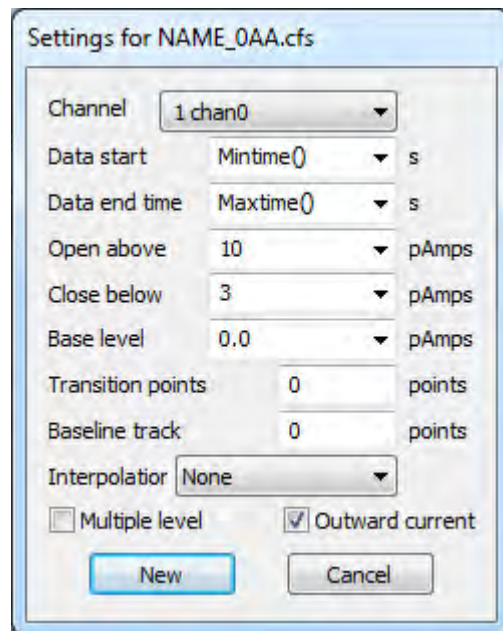 Settings for NAME_0AA.cfs
Channel 1 chan0
Data start Mintime() s
Data end time Maxtime() s
Open above 10 pAmps
Close below 3 pAmps
Base level 0.0 pAmps
Transition points 0 points
Baseline track 0 points
Interpolatior None
Multiple level Outward current
New Cancel